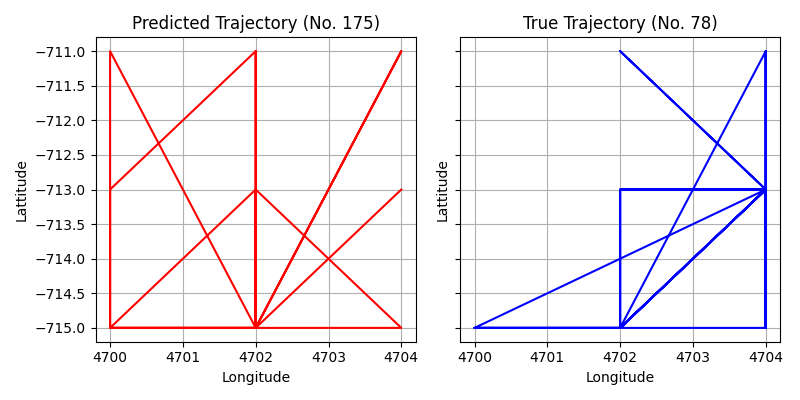 Predicted Trajectory (No. 175)
True Trajectory (No. 78)
Lattitude
−711.0
−711.5
−712.0
−712.5
−713.0
−713.5
−714.0
−714.5
−715.0
4700 4701 4702 4703 4704
Longitude
Lattitude
4700 4701 4702 4703 4704
Longitude